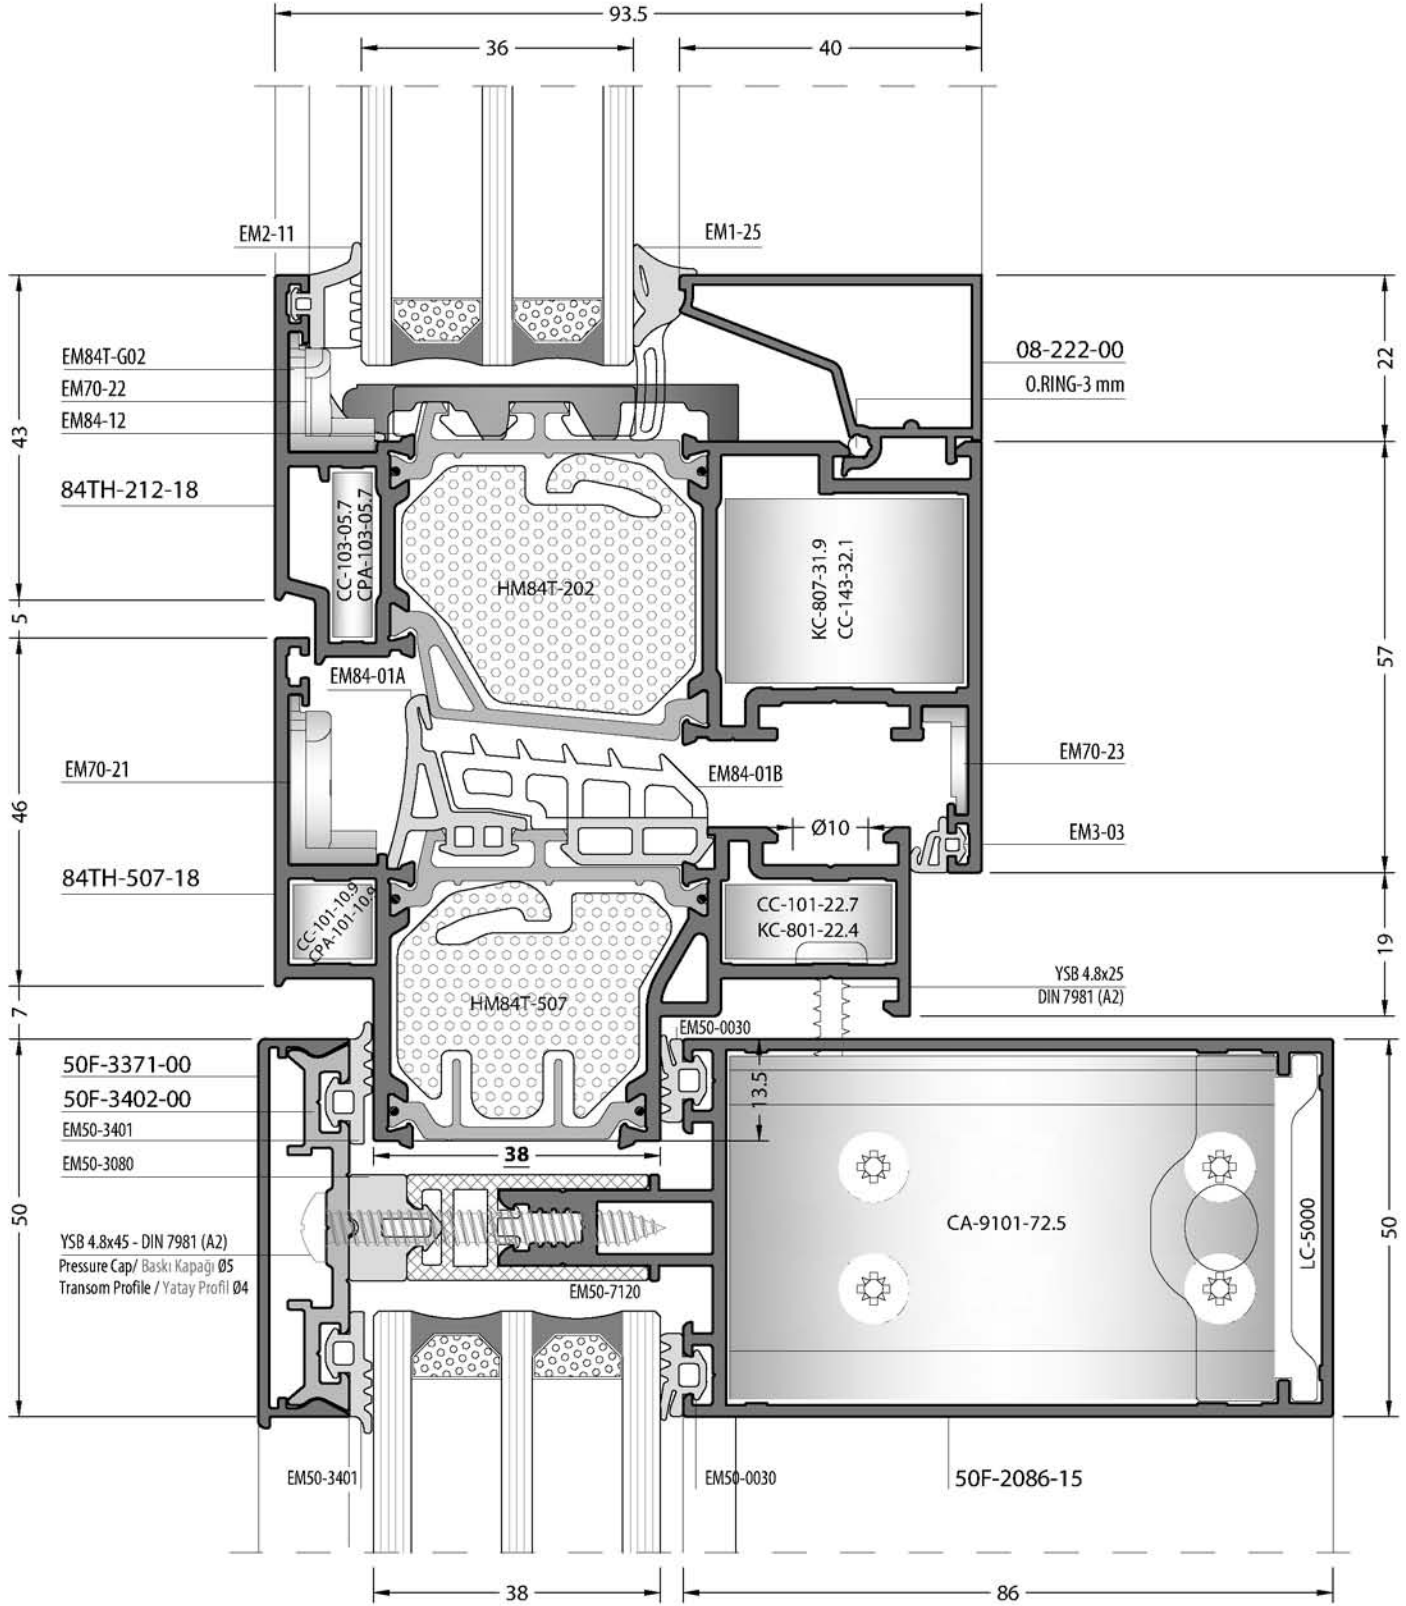 93.5
36
40
EM2-11
EM1-25
EM84T-G02
EM70-22
EM84-12
84TH-212-18
08-222-00
O.RING-3 mm
22
43
CC-103-05.7
CPA-103-05.7
HM84T-202
KC-807-31.9
CC-143-32.1
57
5
EM84-01A
EM70-21
EM84-01B
EM70-23
46
Ø10
EM3-03
84TH-507-18
CC-101-10.9
CPA-101-10.9
CC-101-22.7
KC-801-22.4
19
YSB 4.8x25
DIN 7981 (A2)
7
HM84T-507
EM50-0030
50F-3371-00
50F-3402-00
EM50-3401
EM50-3080
13.5
38
50
YSB 4.8x45 - DIN 7981 (A2)
Pressure Cap/ Baskı Kapağı Ø5
Transom Profile / Yatay Profil Ø4
EM50-7120
CA-9101-72.5
LC-5000
50
EM50-3401
EM50-0030
50F-2086-15
38
86